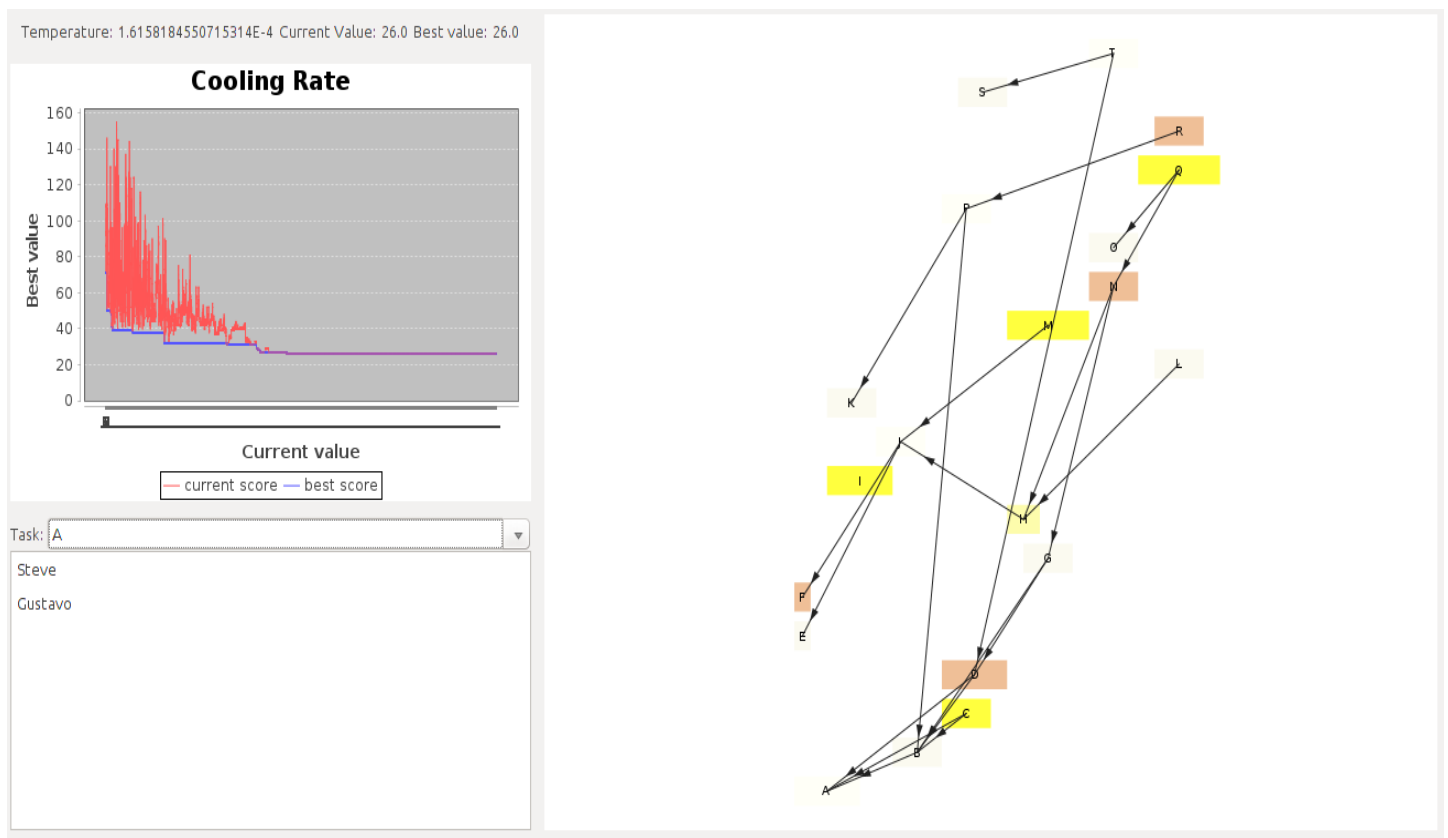 Temperature: 1.6158184550715314E-4 Current Value: 26.0 Best value: 26.0
Cooling Rate
160
140
120
100
80
60
40
20
0
Best value
Current value
current score best score
Task: A
Steve
Gustavo
T
S
R
Q
P
O
N
M
L
K
J
I
H
G
F
E
D
C
B
A